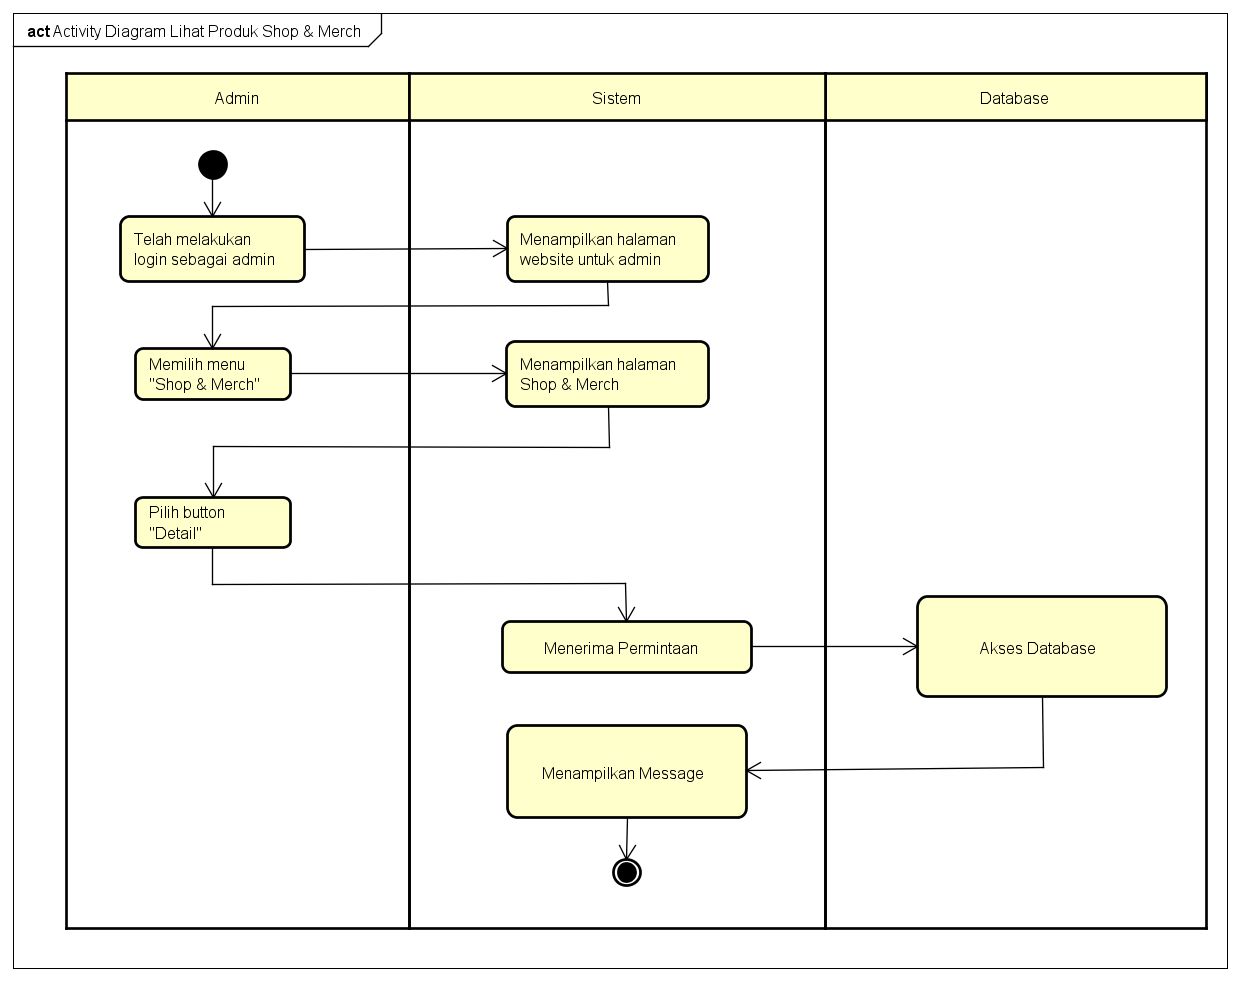 act Activity Diagram Lihat Produk Shop & Merch
Admin
Sistem
Database
Telah melakukan
login sebagai admin
Menampilkan halaman
website untuk admin
Memilih menu
"Shop & Merch"
Menampilkan halaman
Shop & Merch
Pilih button
"Detail"
Menerima Permintaan
Akses Database
Menampilkan Message